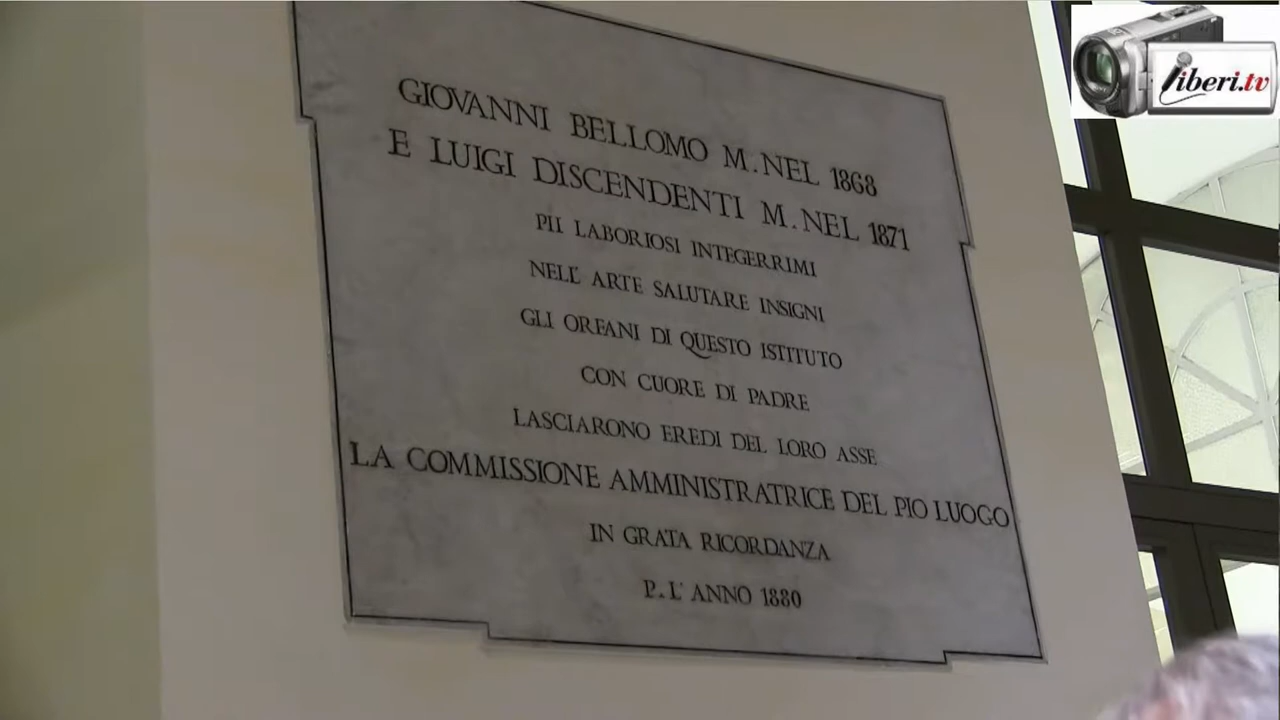 GIOVANNI BELLOMO M. NEL 1868
E LUIGI DISCENDENTI M. NEL 1871
PII LABORIOSI INTEGERRIMI
NELL' ARTE SALUTARE INSIGNI
GLI ORFANI DI QUESTO ISTITUTO
CON CUORE DI PADRE
LASCIARONO EREDI DEL LORO ASSE
LA COMMISSIONE AMMINISTRATRICE DEL PIO LUOGO
IN GRATA RICORDANZA
P. L' ANNO 1880
liberi.tv